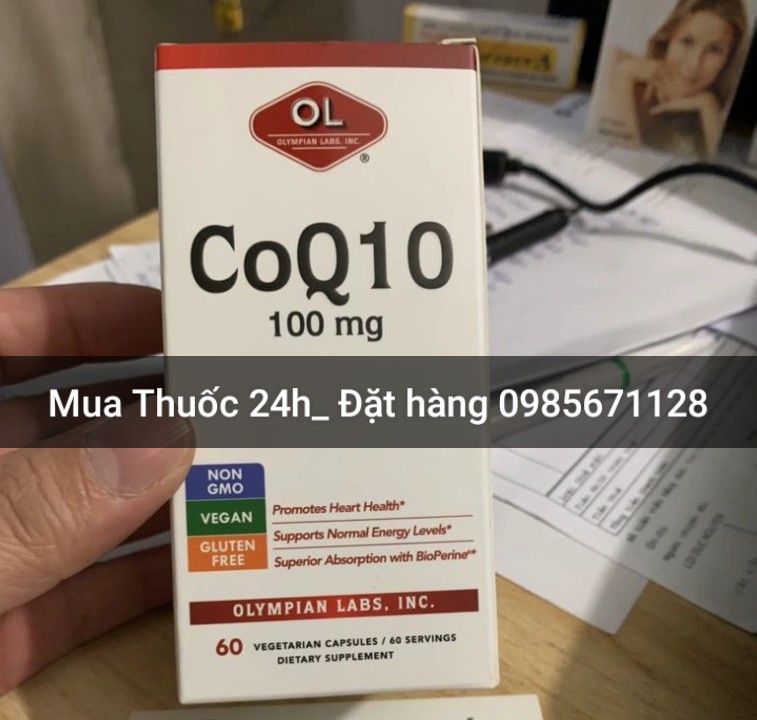 OL
OLYMPIAN LABS, INC.
®
CoQ10
100 mg
Mua Thuốc 24h_ Đặt hàng 0985671128
NON
GMO
VEGAN
GLUTEN
FREE
Promotes Heart Health*
Supports Normal Energy Levels*
Superior Absorption with BioPerine®*
OLYMPIAN LABS, INC.
60 VEGETARIAN CAPSULES / 60 SERVINGS
DIETARY SUPPLEMENT